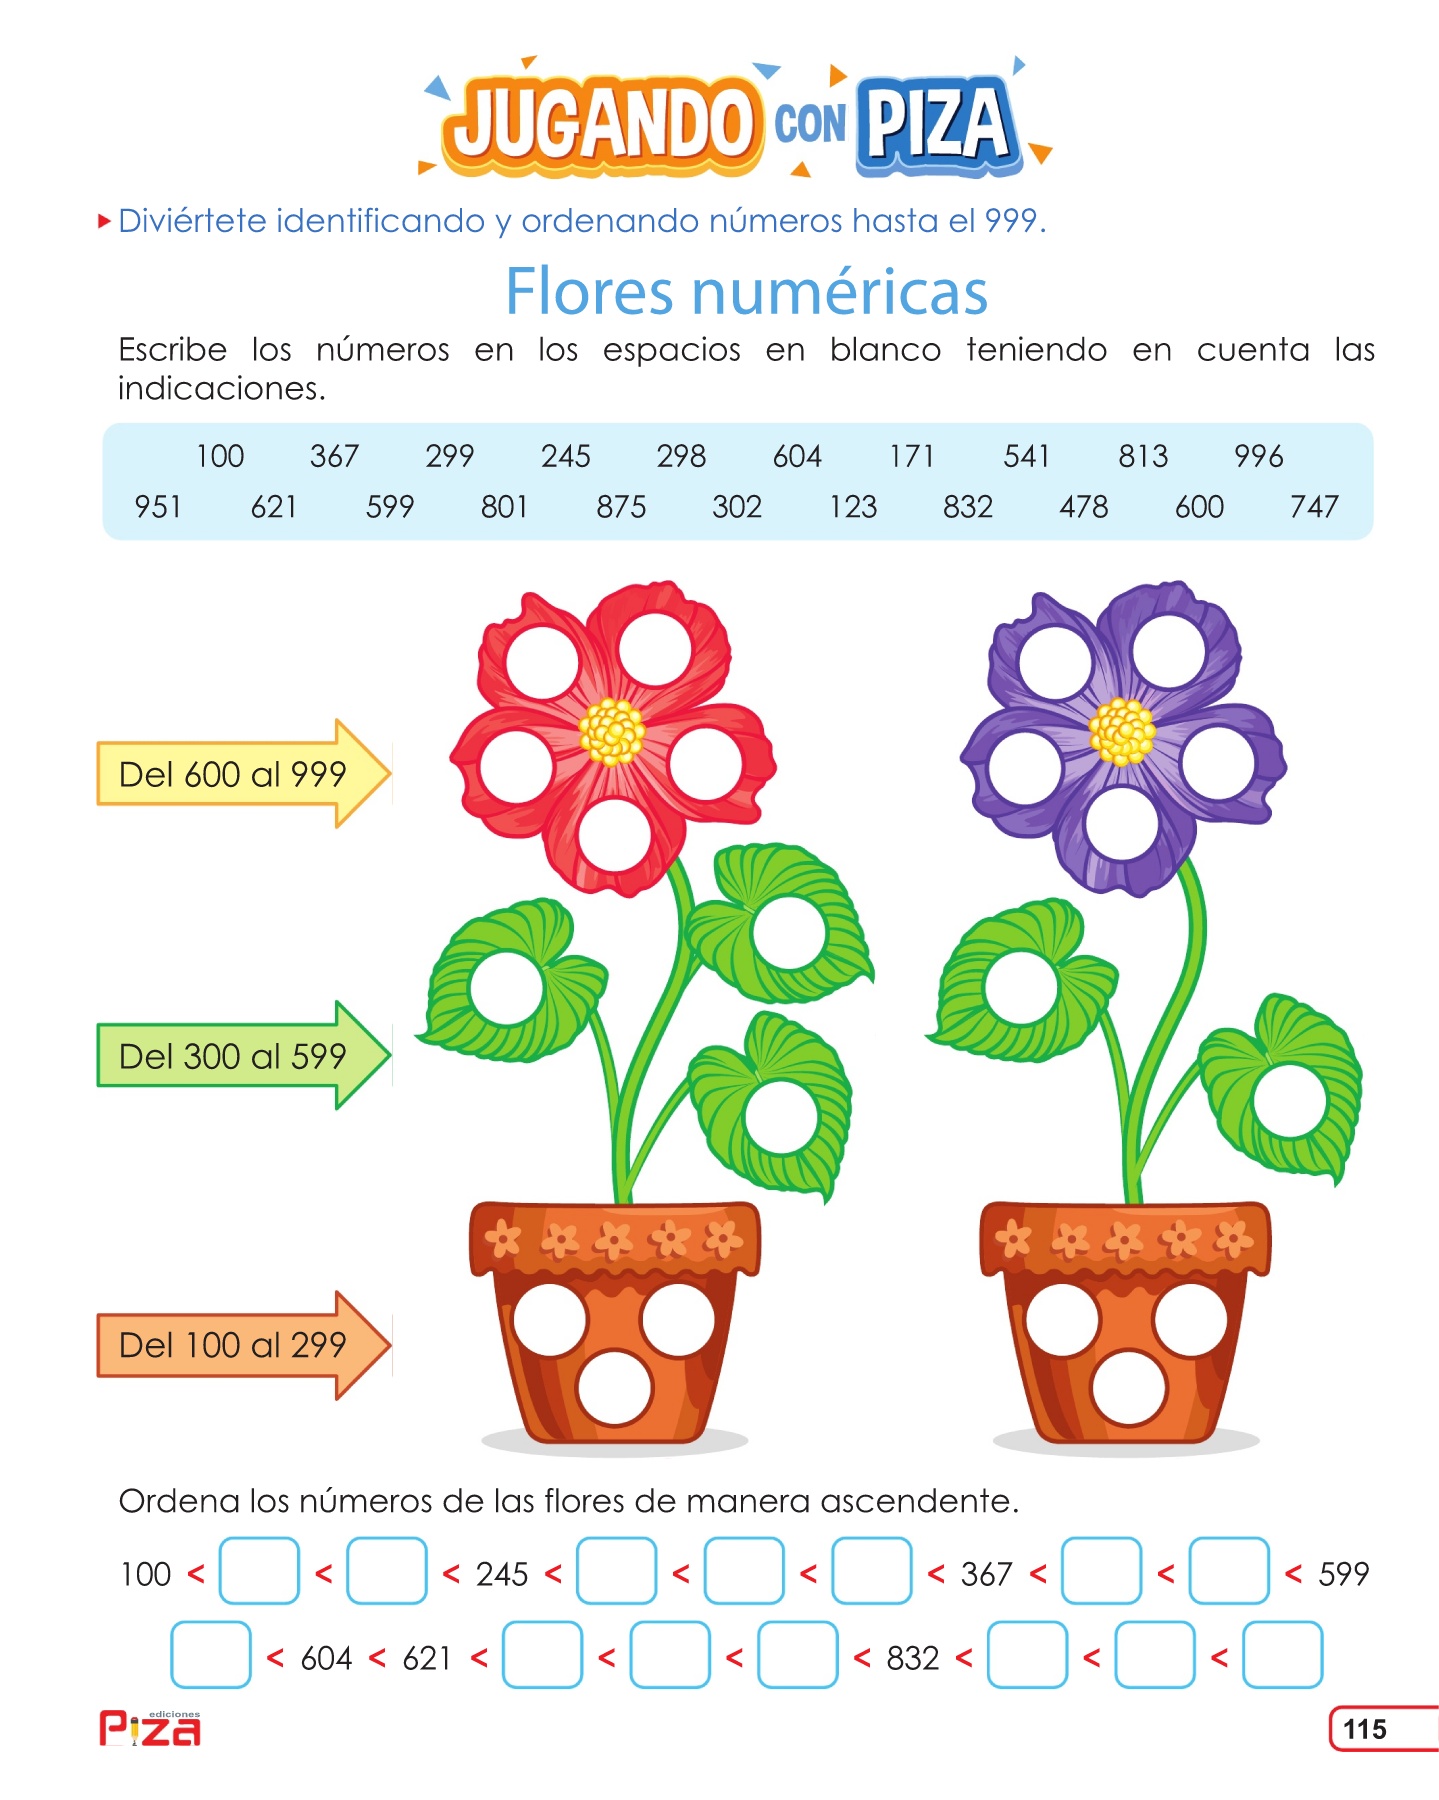 JUGANDO CON PIZA
Diviértete identificando y ordenando números hasta el 999.
Flores numéricas
Escribe los números en los espacios en blanco teniendo en cuenta las
indicaciones.
100 367 299 245 298 604 171 541 813 996
951 621 599 801 875 302 123 832 478 600 747
Del 600 al 999
Del 300 al 599
Del 100 al 299
Ordena los números de las flores de manera ascendente.
100 < < < 245 < < < < 367 < < < 599
< 604 < 621 < < < < 832 < < <
ediciones
Piza
115